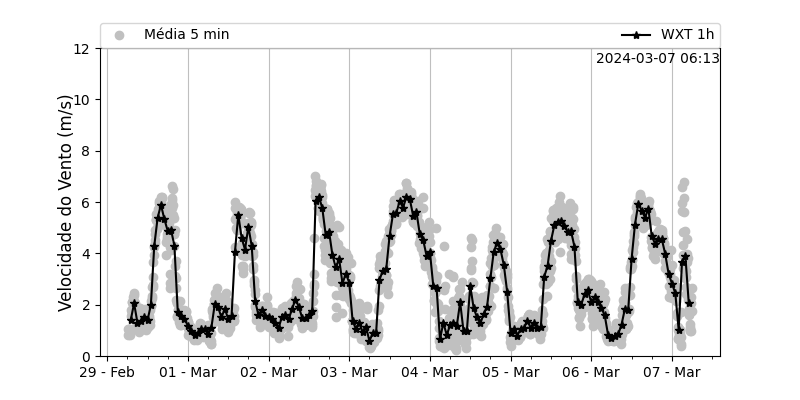 Média 5 min
WXT 1h
2024-03-07 06:13
Velocidade do Vento (m/s)
12
10
8
6
4
2
0
29 - Feb
01 - Mar
02 - Mar
03 - Mar
04 - Mar
05 - Mar
06 - Mar
07 - Mar